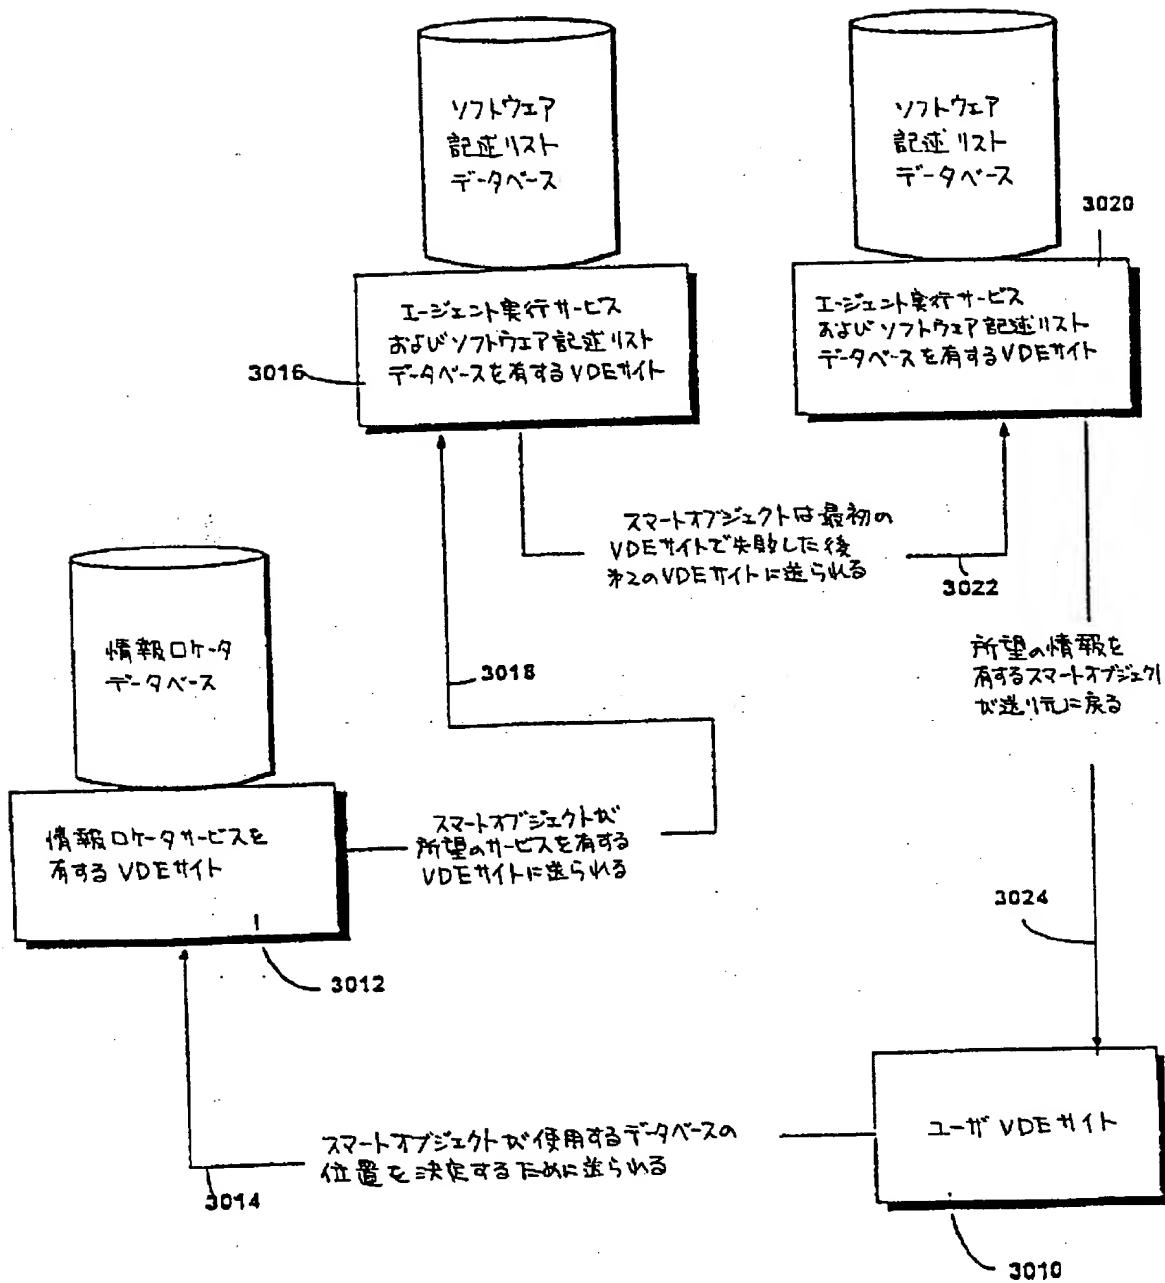 ソフトウェア
記述リスト
データベース
ソフトウェア
記述リスト
データベース
3020
エージェント実行サービス
およびソフトウェア記述リスト
データベースを有するVDEサイト
3016
エージェント実行サービス
およびソフトウェア記述リスト
データベースを有するVDEサイト
スマートオブジェクトは最初の
VDEサイトで失敗した後
第2のVDEサイトに送られる
3022
情報ロケータ
データベース
3018
所望の情報を
有するスマートオブジェクト
が送り元に戻る
情報ロケータサービスを
有するVDEサイト
スマートオブジェクトが
所望のサービスを有する
VDEサイトに送られる
3012
3024
ユーザVDEサイト
スマートオブジェクトが使用するデータベースの
位置を決定するために送られる
3014
3010